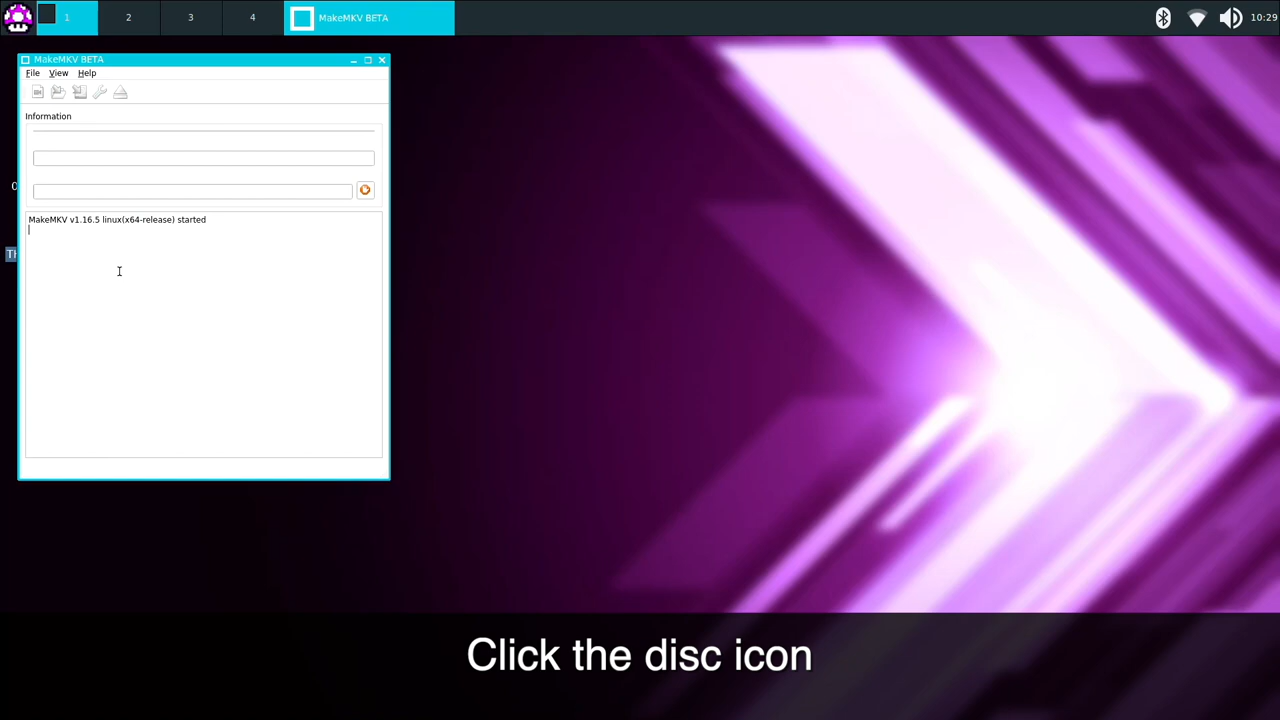 1
2
3
4
MakeMKV BETA
10:29
MakeMKV BETA
File View Help
Information
MakeMKV v1.16.5 linux(x64-release) started
Click the disc icon